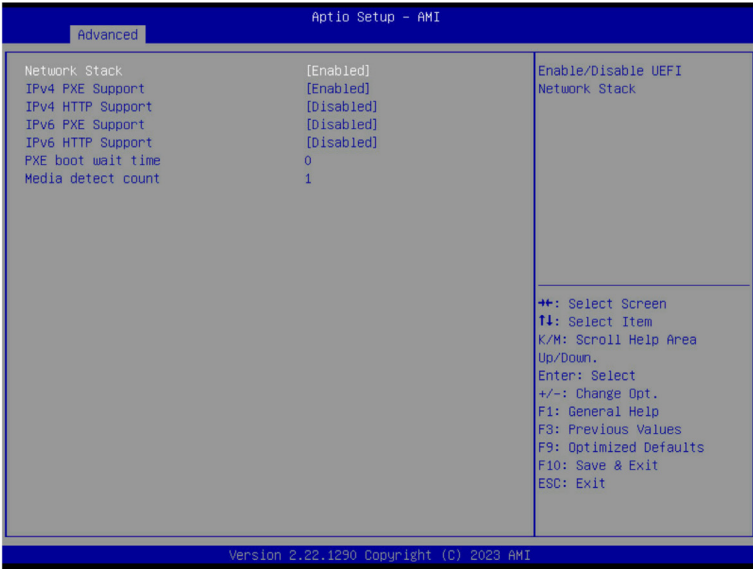 Aptio Setup – AMI
Advanced
Network Stack [Enabled]
IPv4 PXE Support [Enabled]
IPv4 HTTP Support [Disabled]
IPv6 PXE Support [Disabled]
IPv6 HTTP Support [Disabled]
PXE boot wait time 0
Media detect count 1
Enable/Disable UEFI
Network Stack
→←: Select Screen
↑↓: Select Item
K/M: Scroll Help Area
Up/Down.
Enter: Select
+/-: Change Opt.
F1: General Help
F3: Previous Values
F9: Optimized Defaults
F10: Save & Exit
ESC: Exit
Version 2.22.1290 Copyright (C) 2023 AMI